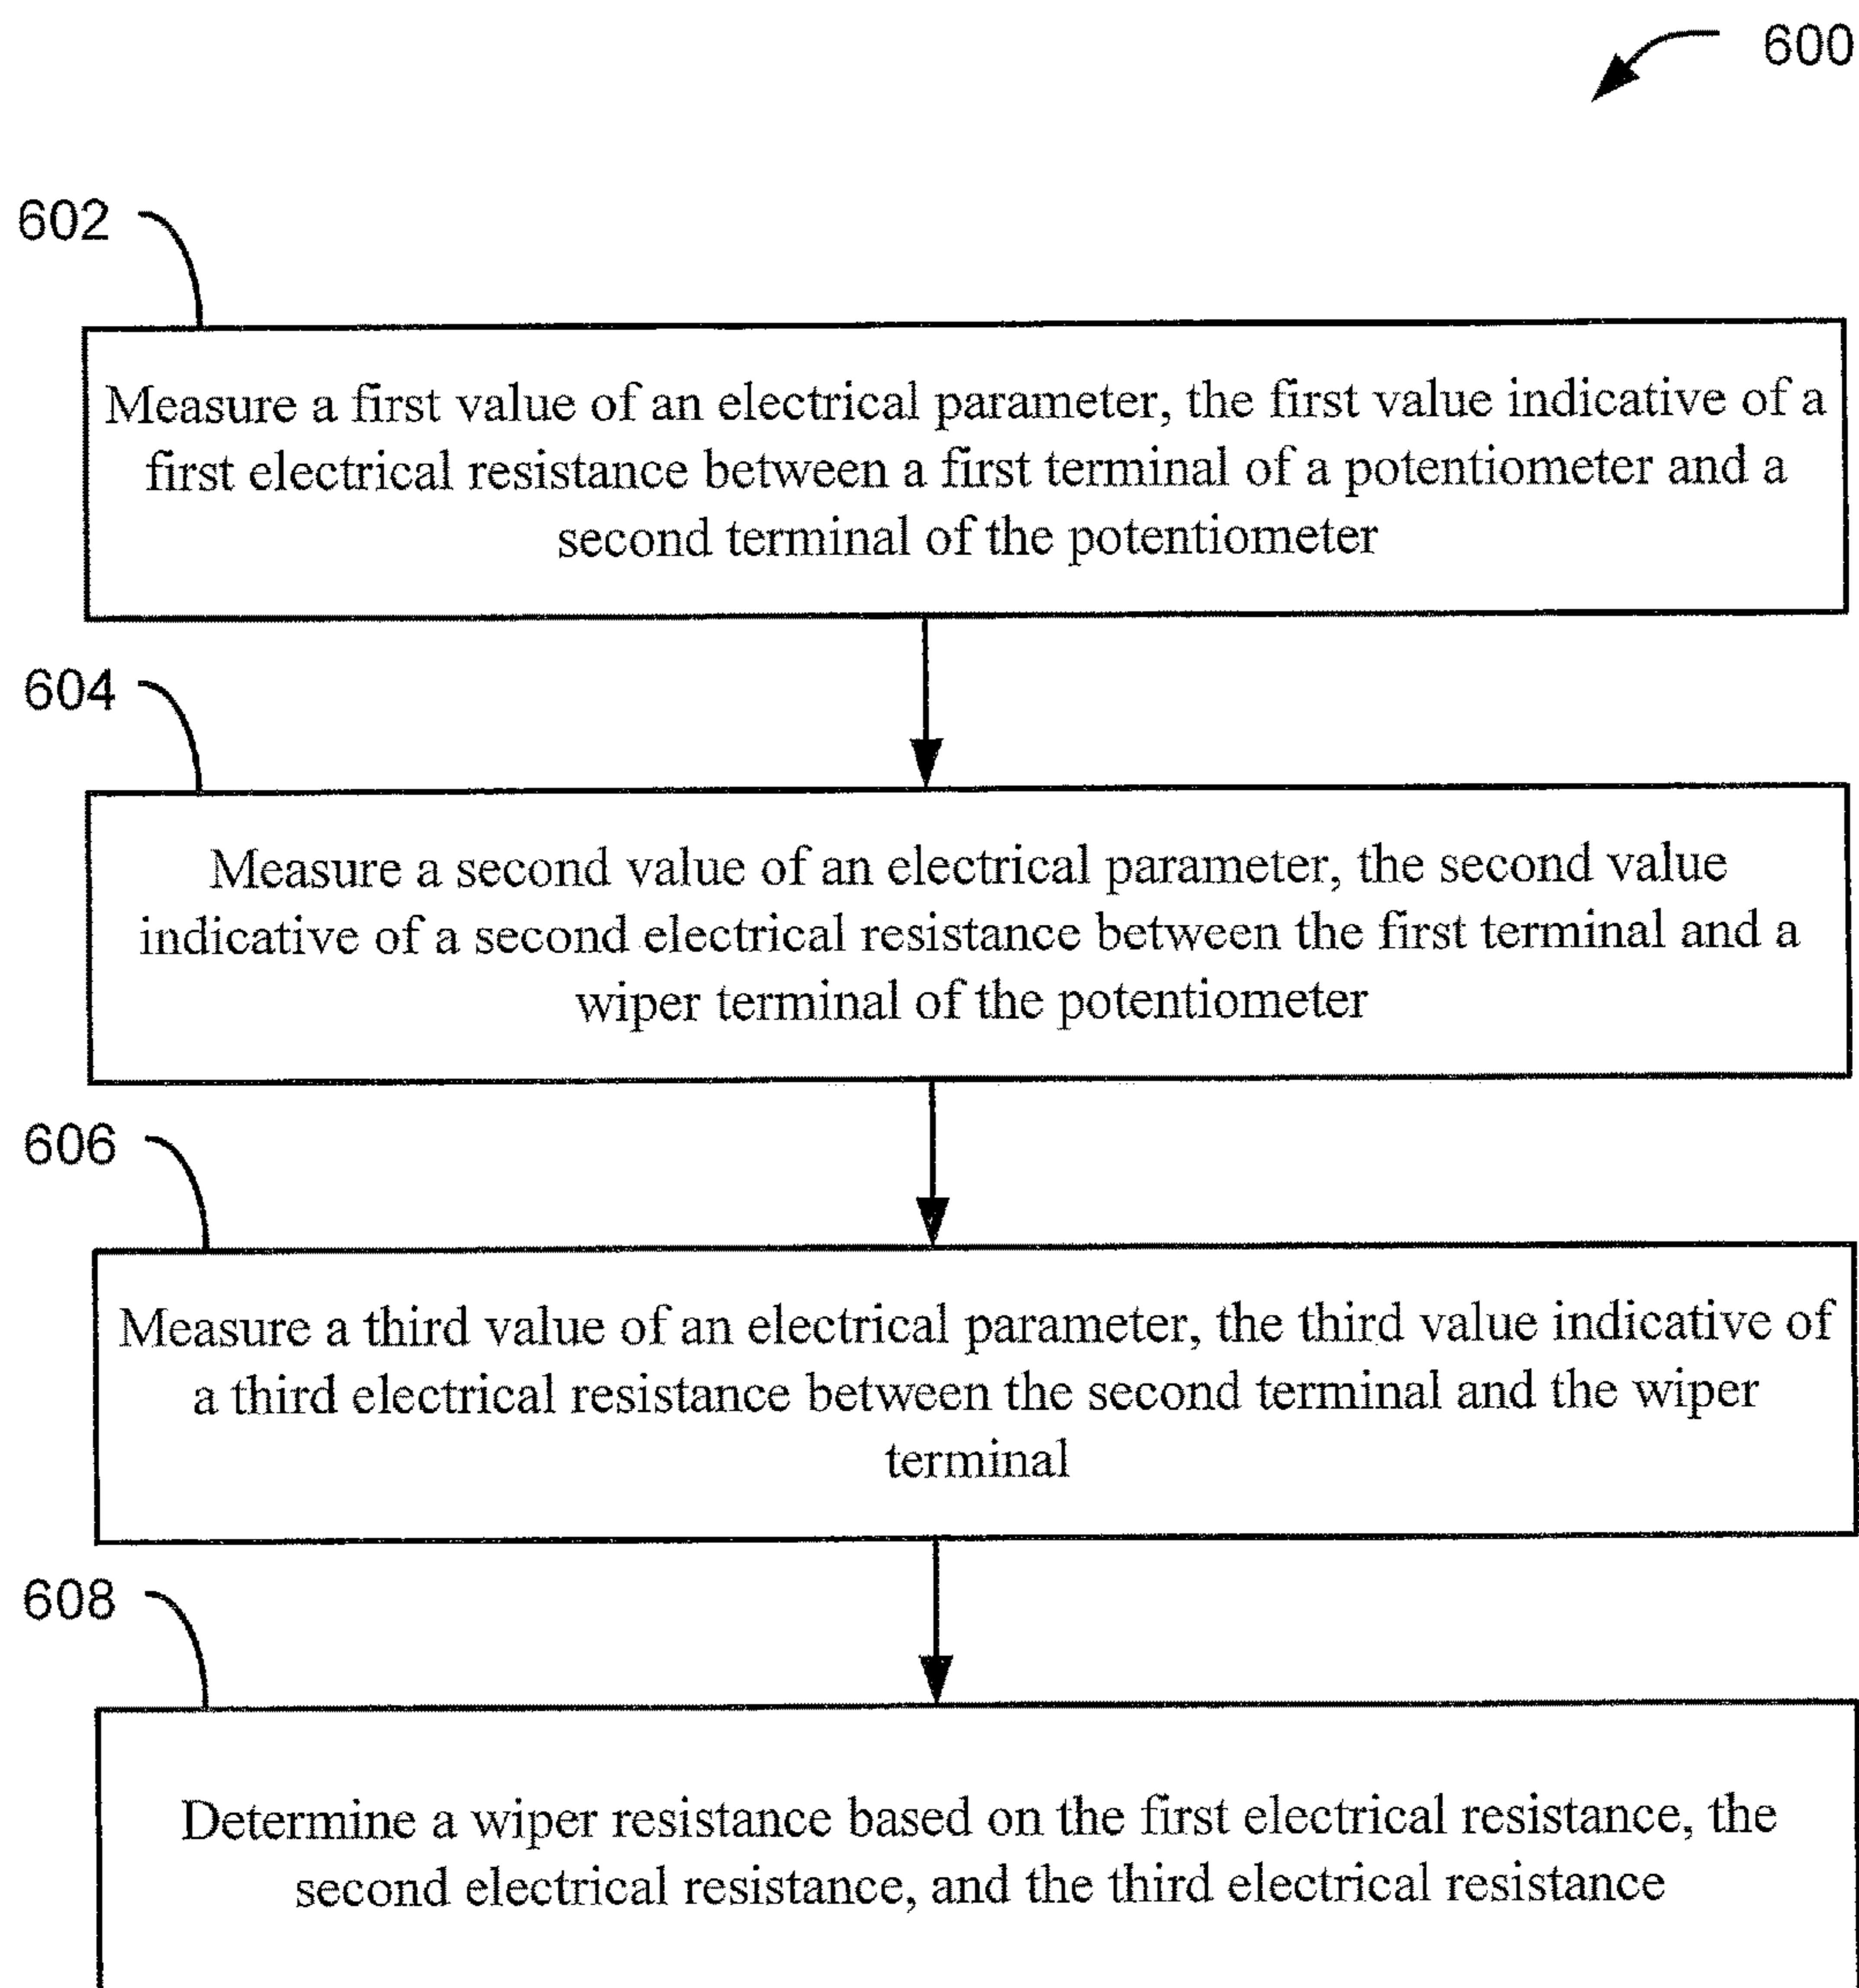 600
602
Measure a first value of an electrical parameter, the first value indicative of a
first electrical resistance between a first terminal of a potentiometer and a
second terminal of the potentiometer
604
Measure a second value of an electrical parameter, the second value
indicative of a second electrical resistance between the first terminal and a
wiper terminal of the potentiometer
606
Measure a third value of an electrical parameter, the third value indicative of
a third electrical resistance between the second terminal and the wiper
terminal
608
Determine a wiper resistance based on the first electrical resistance, the
second electrical resistance, and the third electrical resistance